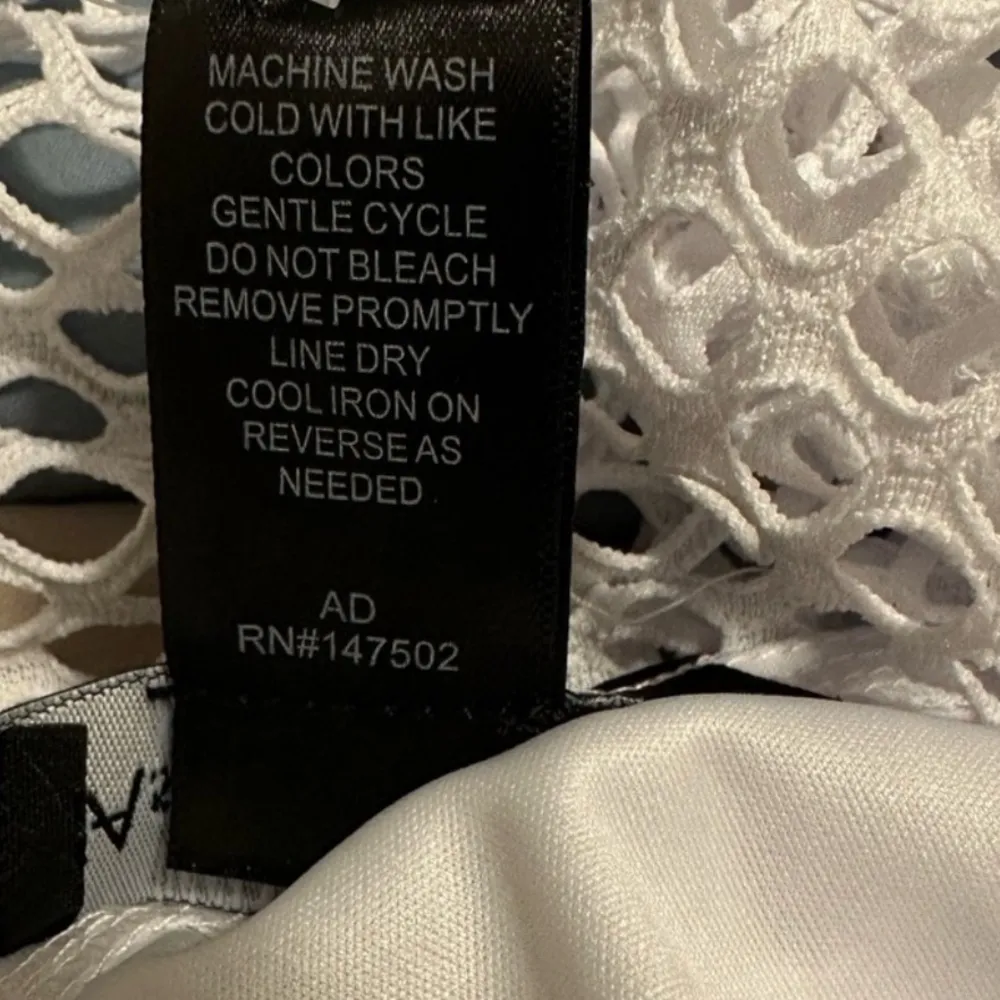 MACHINE WASH
COLD WITH LIKE
COLORS
GENTLE CYCLE
DO NOT BLEACH
REMOVE PROMPTLY
LINE DRY
COOL IRON ON
REVERSE AS
NEEDED
AD
RN#147502